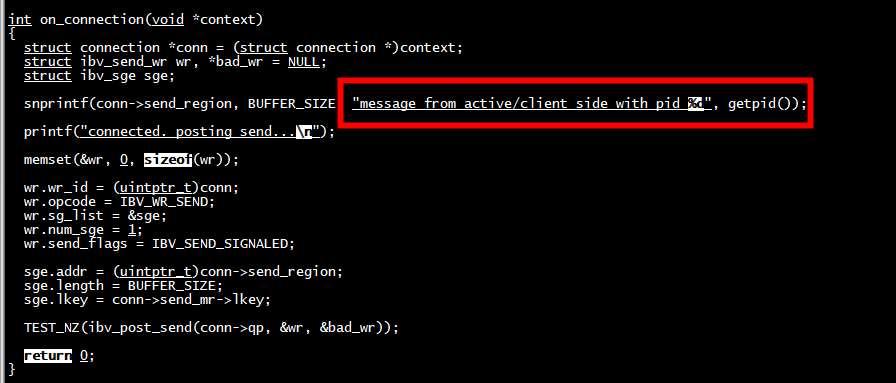 int on_connection(void *context)
{
struct connection *conn = (struct connection *)context;
struct ibv_send_wr wr, *bad_wr = NULL;
struct ibv_sge sge;
snprintf(conn->send_region, BUFFER_SIZE, "message from active/client side with pid %d", getpid());
printf("connected. posting send...\n");
memset(&wr, 0, sizeof(wr));
wr.wr_id = (uintptr_t)conn;
wr.opcode = IBV_WR_SEND;
wr.sg_list = &sge;
wr.num_sge = 1;
wr.send_flags = IBV_SEND_SIGNALED;
sge.addr = (uintptr_t)conn->send_region;
sge.length = BUFFER_SIZE;
sge.lkey = conn->send_mr->lkey;
TEST_NZ(ibv_post_send(conn->qp, &wr, &bad_wr));
return 0;
}